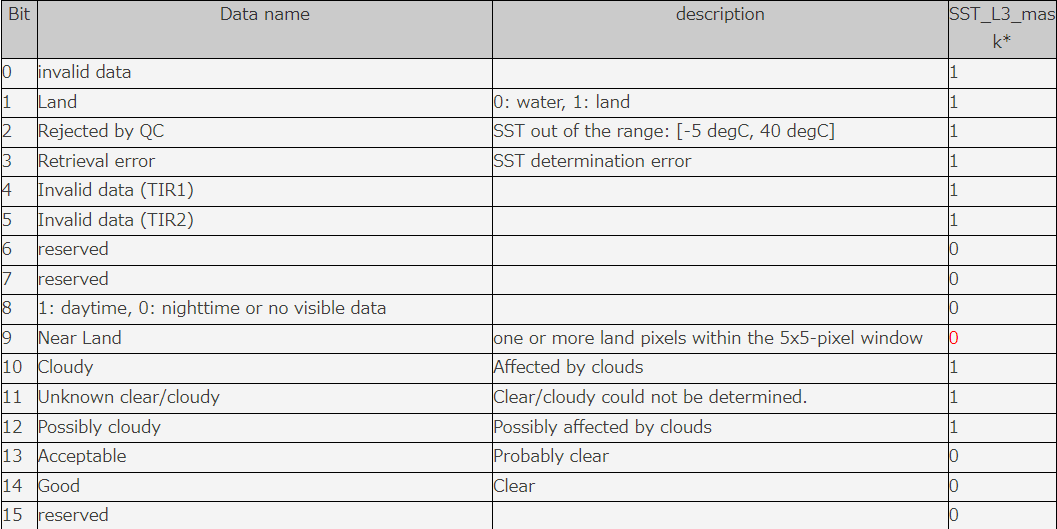 Bit Data name description SST_L3_mas
k*
0 invalid data 1
1 Land 0: water, 1: land 1
2 Rejected by QC SST out of the range: [-5 degC, 40 degC] 1
3 Retrieval error SST determination error 1
4 Invalid data (TIR1) 1
5 Invalid data (TIR2) 1
6 reserved 0
7 reserved 0
8 1: daytime, 0: nighttime or no visible data 0
9 Near Land one or more land pixels within the 5x5-pixel window 0
10 Cloudy Affected by clouds 1
11 Unknown clear/cloudy Clear/cloudy could not be determined. 1
12 Possibly cloudy Possibly affected by clouds 1
13 Acceptable Probably clear 0
14 Good Clear 0
15 reserved 0